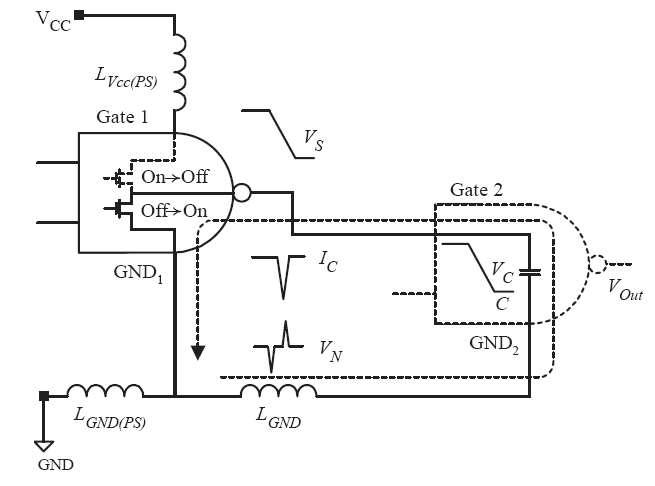 VCC
LVcc(PS)
Gate 1
VS
On→Off
Off→On
Gate 2
GND1
IC
VC
C
VOut
GND2
VN
LGND(PS)
LGND
GND